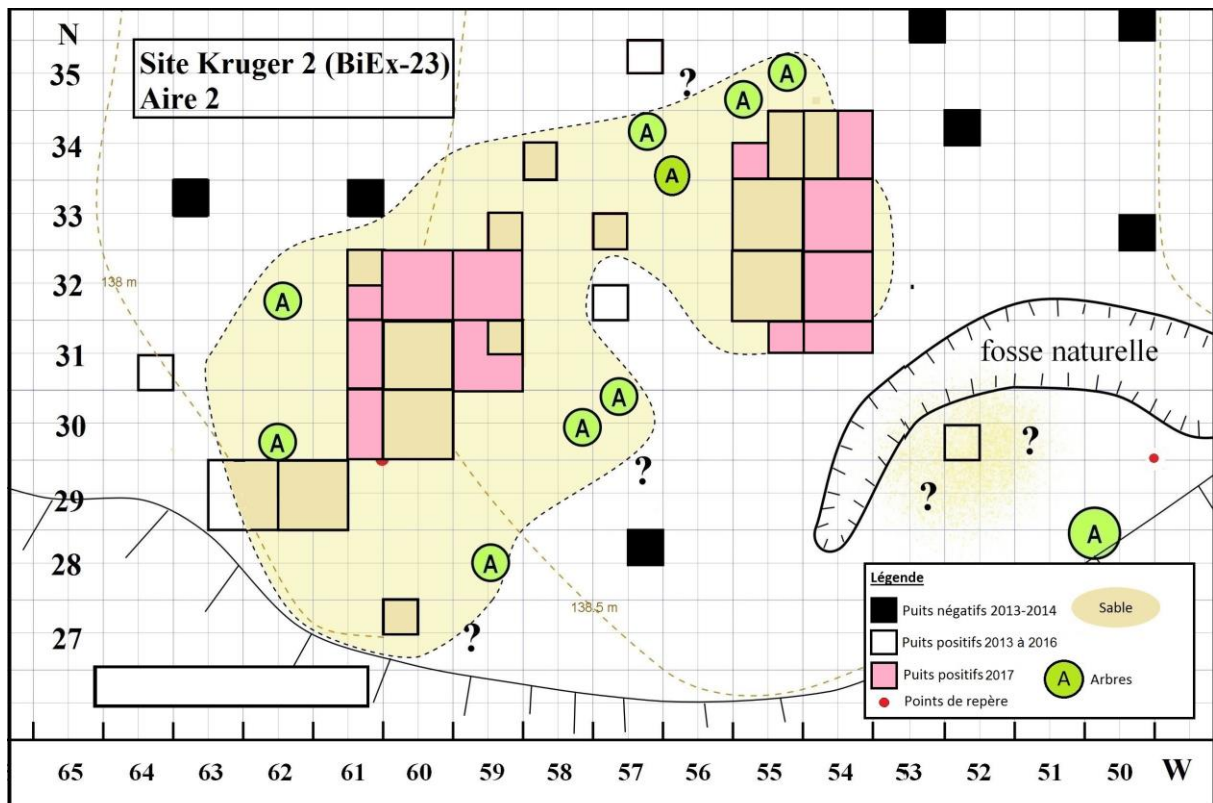 N
Site Kruger 2 (BiEx-23)
Aire 2
35
34
33
32
31
30
29
28
27
?
138 m
fosse naturelle
?
?
?
138.5 m
?
A
A
A
A
A
A
A
A
A
A
Légende
Puits négatifs 2013-2014
Sable
Puits positifs 2013 à 2016
Puits positifs 2017
A Arbres
Points de repère
65 64 63 62 61 60 59 58 57 56 55 54 53 52 51 50 W